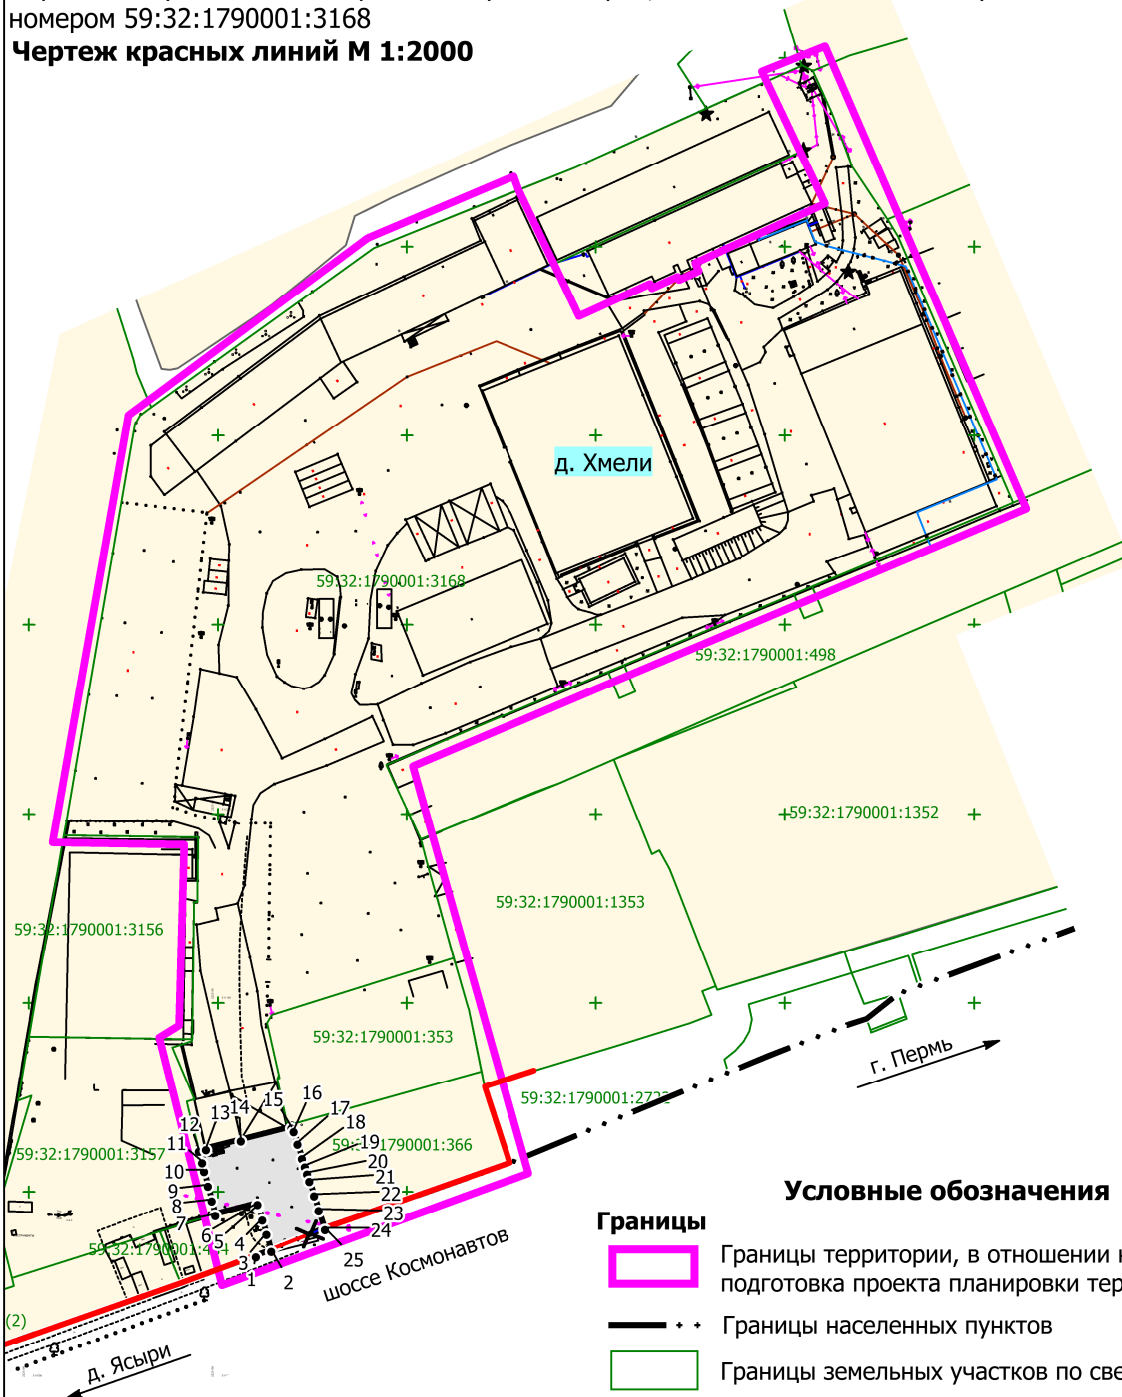 номером 59:32:1790001:3168
Чертеж красных линий М 1:2000
д. Хмели
59:32:1790001:3168
59:32:1790001:498
59:32:1790001:1352
59:32:1790001:1353
59:32:1790001:3156
59:32:1790001:353
г. Пермь
59:32:1790001:366
59:32:1790001:3157
16
15
14
13
12
17
18
11
19
10
20
9
21
8
22
7
23
6
5
4
24
3
25
1
2
шоссе Космонавтов
(2)
д. Ясыри
Условные обозначения
Границы
Границы территории, в отношении
подготовка проекта планировки
Границы населенных пунктов
Границы земельных участков по